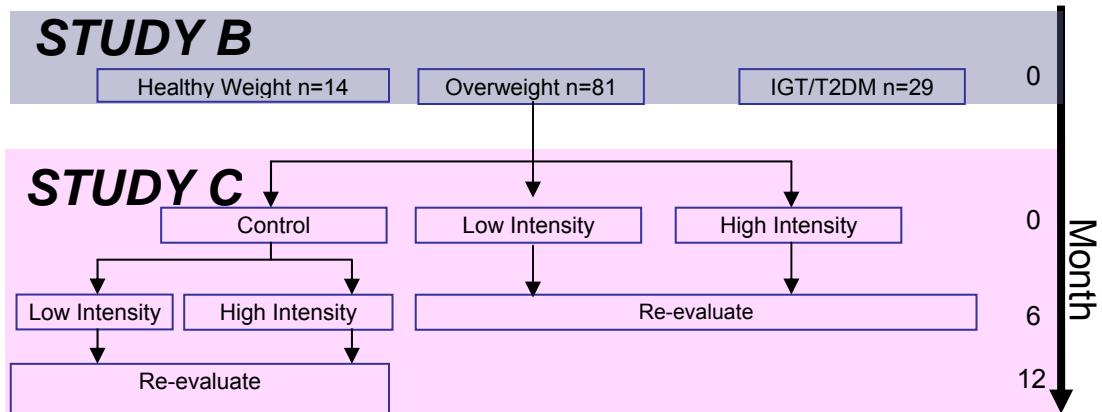 STUDY B
Healthy Weight n=14 Overweight n=81 IGT/T2DM n=29 0
STUDY C
Control Low Intensity High Intensity 0
Month
Low Intensity High Intensity Re-evaluate 6
Re-evaluate 12